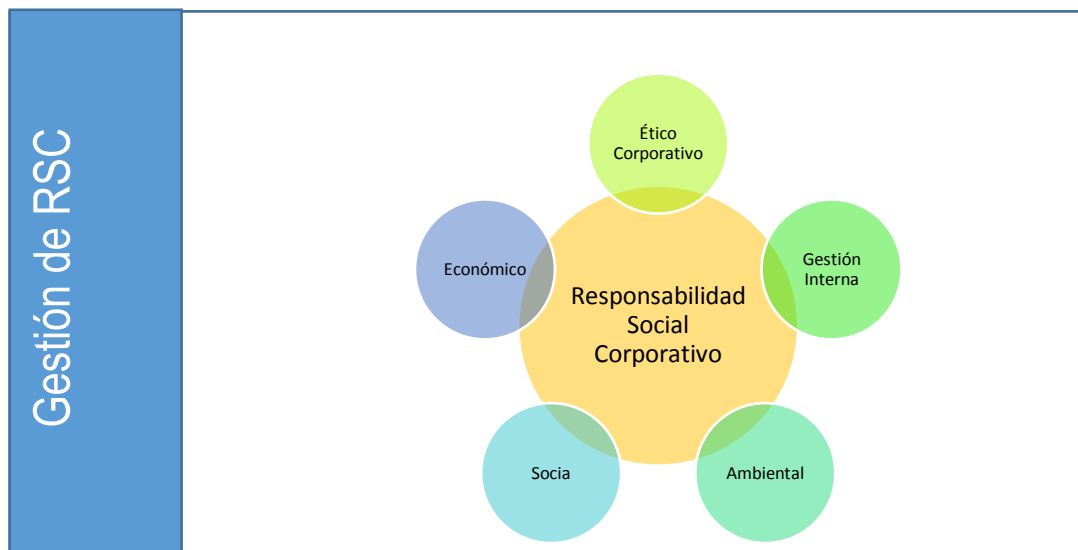 Gestión de RSC
Ético
Corporativo
Gestión
Interna
Económico
Responsabilidad
Social
Corporativo
Socia
Ambiental